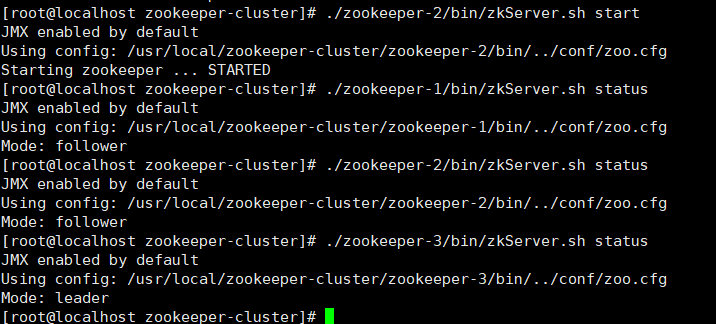 [root@localhost zookeeper-cluster]# ./zookeeper-2/bin/zkServer.sh start
JMX enabled by default
Using config: /usr/local/zookeeper-cluster/zookeeper-2/bin/../conf/zoo.cfg
Starting zookeeper ... STARTED
[root@localhost zookeeper-cluster]# ./zookeeper-1/bin/zkServer.sh status
JMX enabled by default
Using config: /usr/local/zookeeper-cluster/zookeeper-1/bin/../conf/zoo.cfg
Mode: follower
[root@localhost zookeeper-cluster]# ./zookeeper-2/bin/zkServer.sh status
JMX enabled by default
Using config: /usr/local/zookeeper-cluster/zookeeper-2/bin/../conf/zoo.cfg
Mode: follower
[root@localhost zookeeper-cluster]# ./zookeeper-3/bin/zkServer.sh status
JMX enabled by default
Using config: /usr/local/zookeeper-cluster/zookeeper-3/bin/../conf/zoo.cfg
Mode: leader
[root@localhost zookeeper-cluster]#